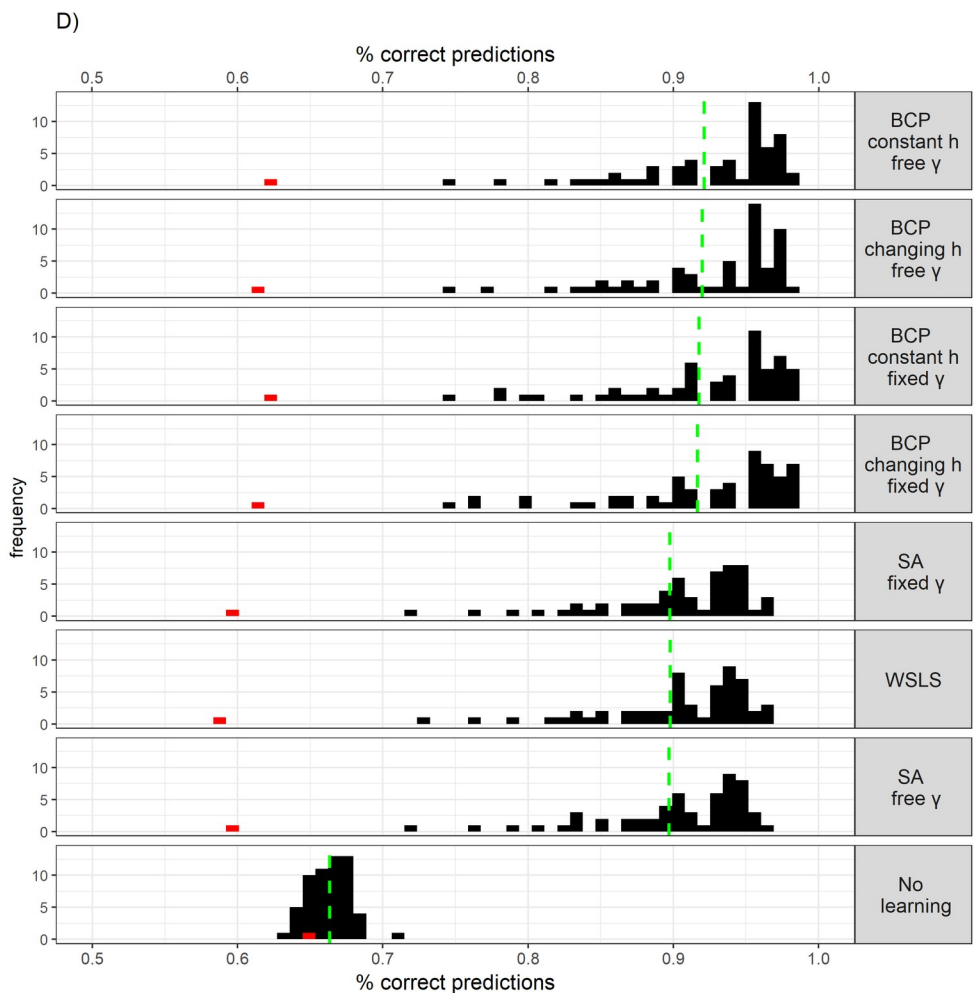 D)
% correct predictions
0.5 0.6 0.7 0.8 0.9 1.0
10
5
0
BCP
constant h
free γ
10
5
0
BCP
changing h
free γ
10
5
0
BCP
constant h
fixed γ
10
5
0
BCP
changing h
fixed γ
frequency
10
5
0
SA
fixed γ
10
5
0
WSLS
10
5
0
SA
free γ
10
5
0
No
learning
0.5 0.6 0.7 0.8 0.9 1.0
% correct predictions